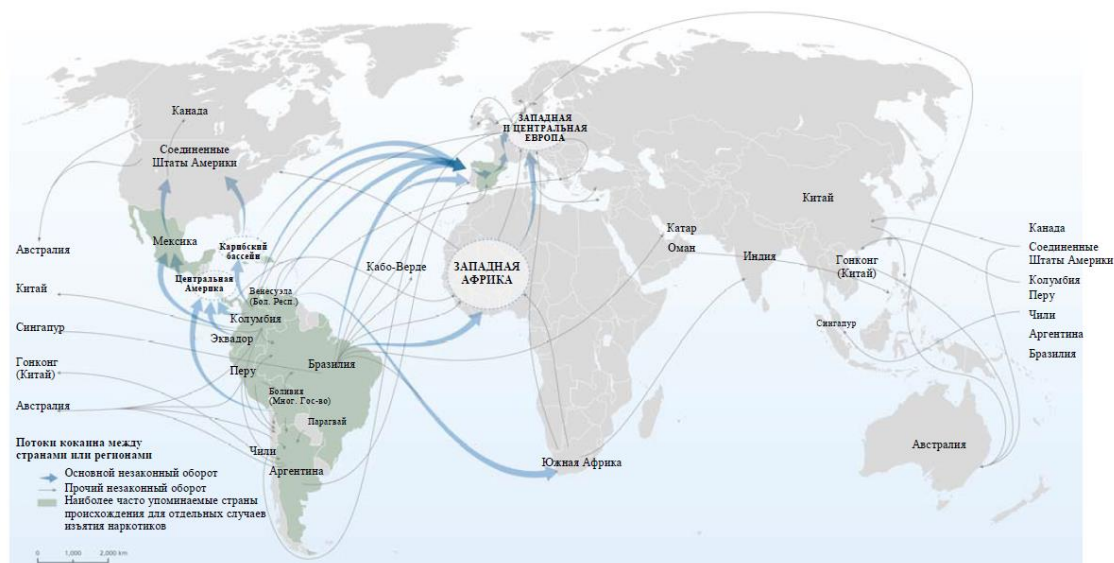 Канада
Соединенные
Штаты Америки
Австралия
Мексика
Карибский
бассейн
Китай
Центральная
Америка
Венесуэла
(Бол. Респ.)
Колумбия
Сингапур
Эквадор
Гонконг
(Китай)
Перу
Бразилия
Боливия
(Мног. Гос-во)
Австралия
Парагвай
Чили
Аргентина
ЗАПАДНАЯ
И ЦЕНТРАЛЬНАЯ
ЕВРОПА
Кабо-Верде
ЗАПАДНАЯ
АФРИКА
Южная Африка
Катар
Оман
Индия
Китай
Гонконг
(Китай)
Сингапур
Австралия
Канада
Соединенные
Штаты Америки
Колумбия
Перу
Чили
Аргентина
Бразилия
Потоки кокаина между
странами или регионами
Основной незаконный оборот
Прочий незаконный оборот
Наиболее часто упоминаемые страны
происхождения для отдельных случаев
изъятия наркотиков
0 1,000 2,000 km